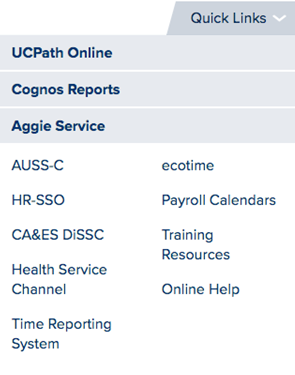 Quick Links
UCPath Online
Cognos Reports
Aggie Service
AUSS-C
HR-SSO
CA&ES DiSSC
Health Service
Channel
Time Reporting
System
ecotime
Payroll Calendars
Training
Resources
Online Help